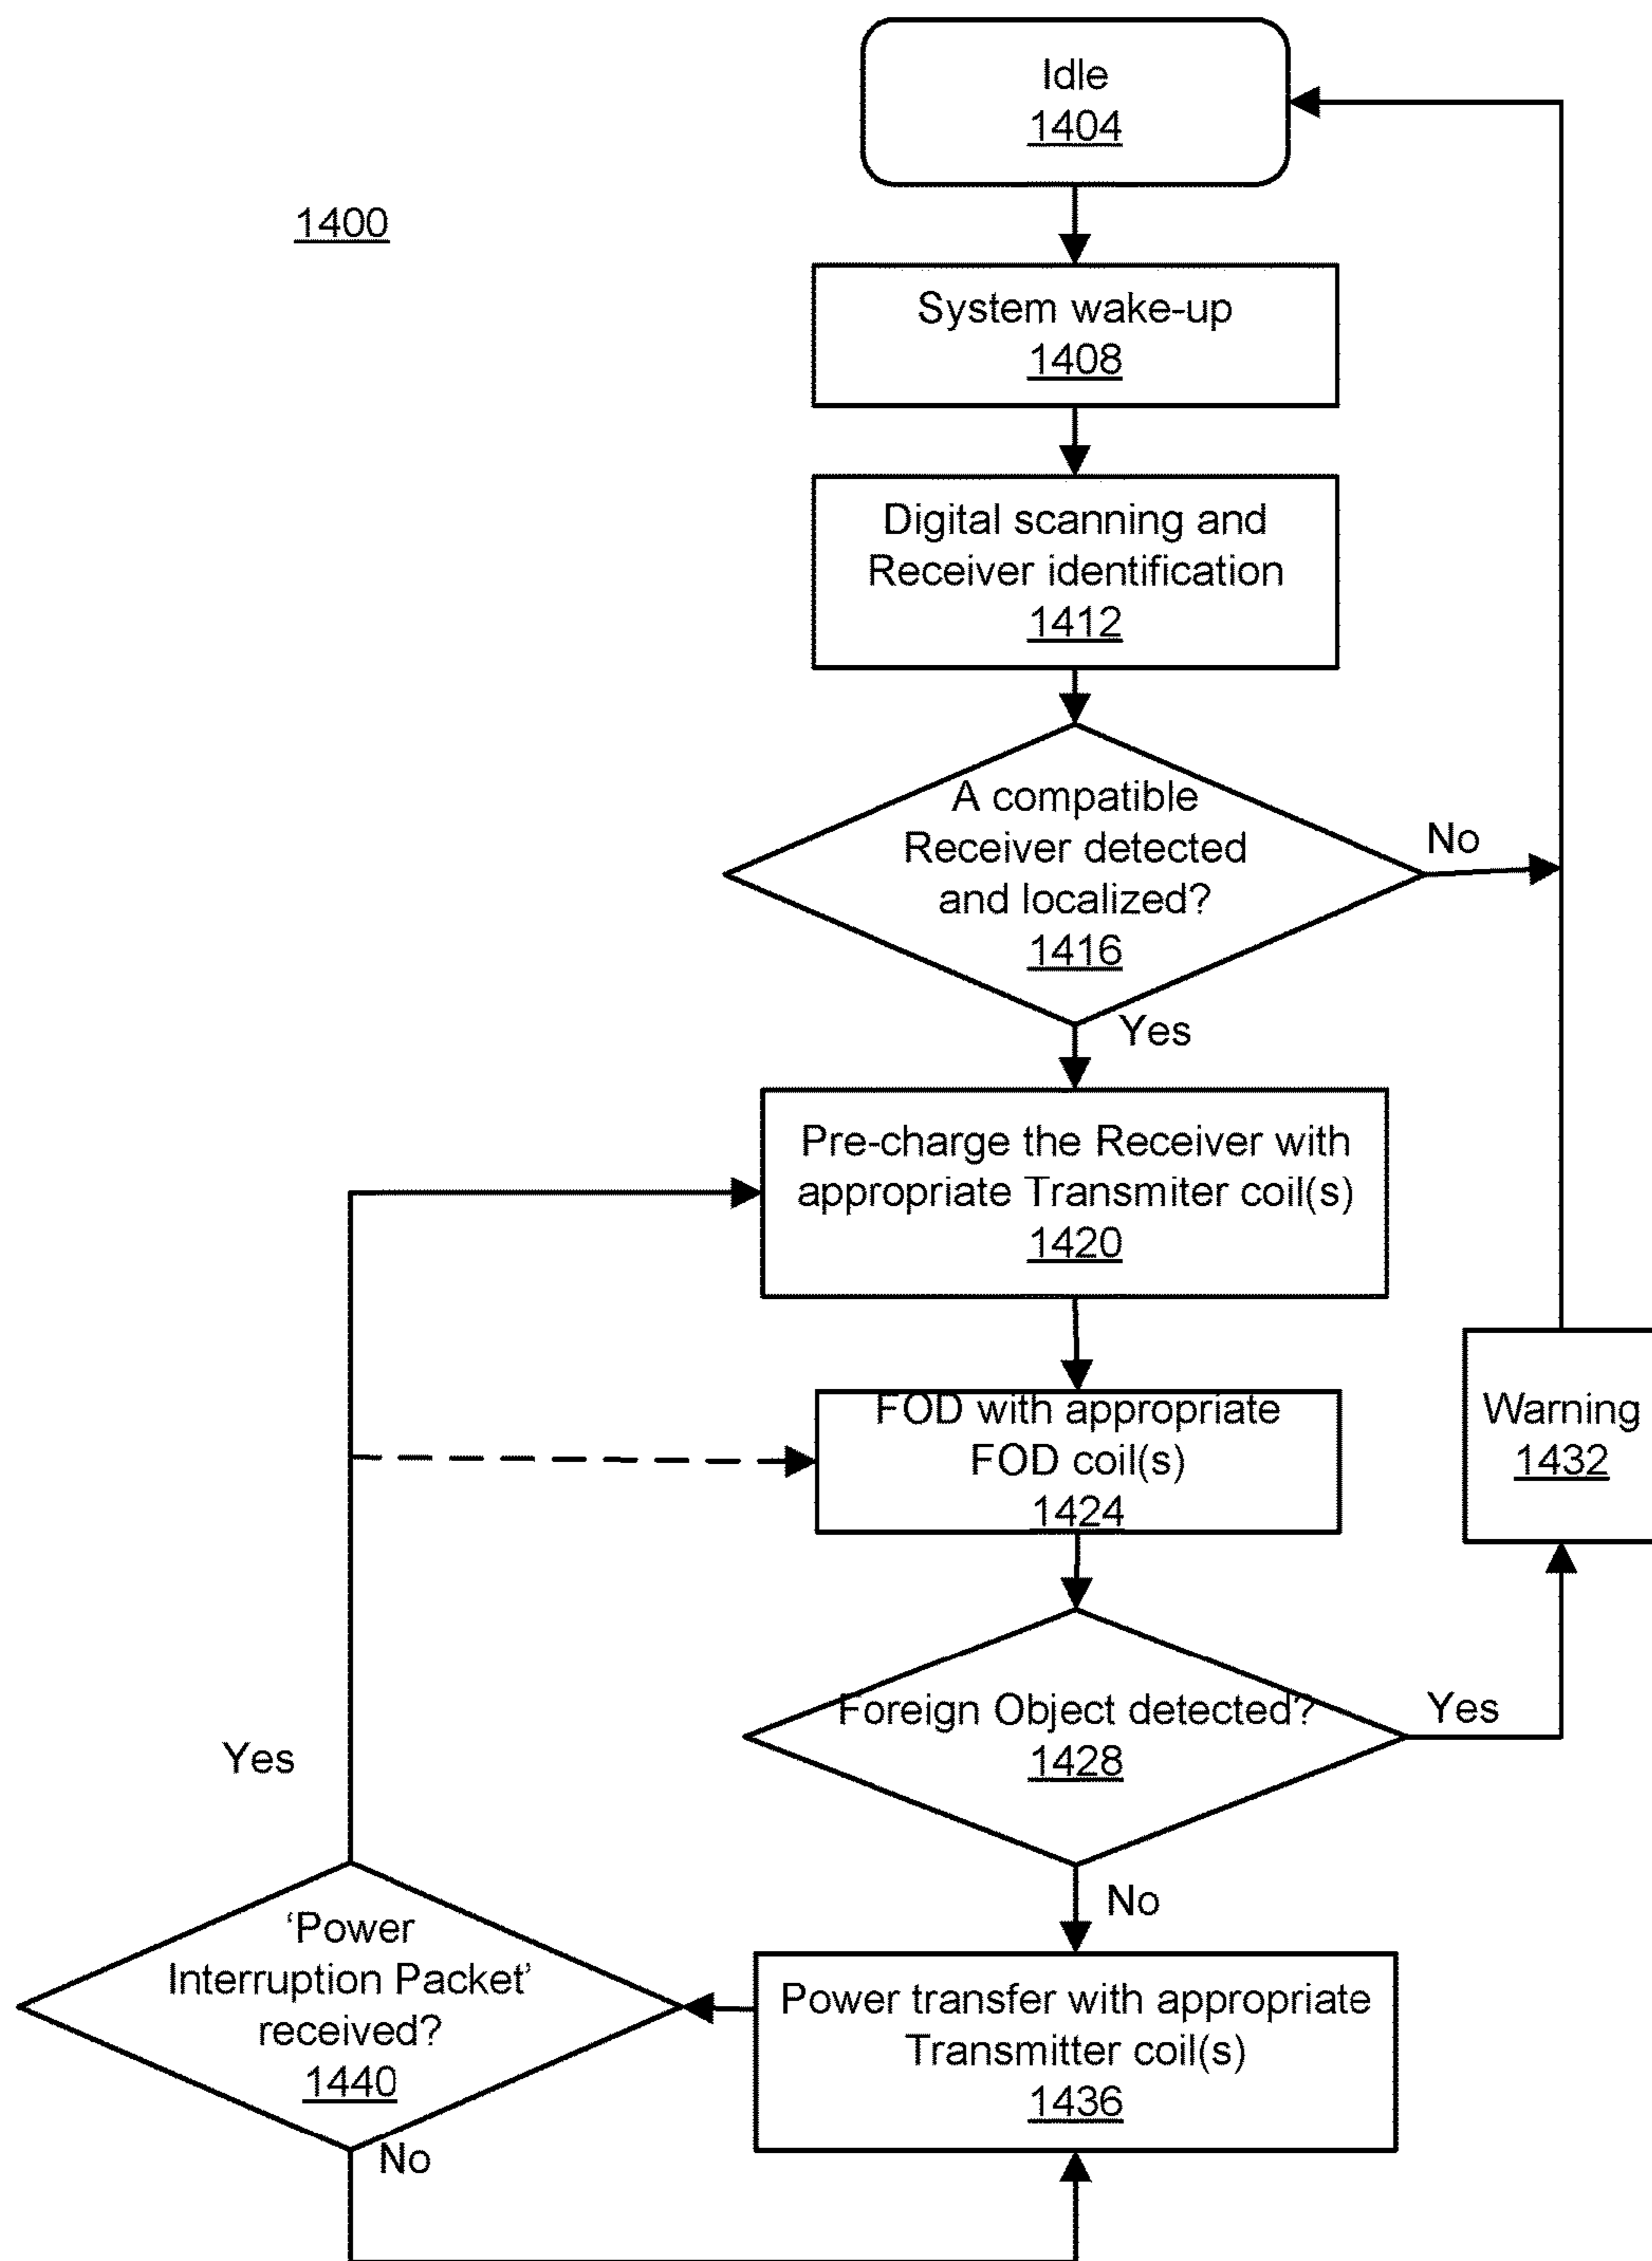 Idle
1404
1400
System wake-up
1408
Digital scanning and
Receiver identification
1412
A compatible
Receiver detected
and localized?
1416
No
Yes
Pre-charge the Receiver with
appropriate Transmiter coil(s)
1420
FOD with appropriate
FOD coil(s)
1424
Warning
1432
Foreign Object detected?
1428
Yes
Yes
No
'Power
Interruption Packet'
received?
1440
Power transfer with appropriate
Transmitter coil(s)
1436
No